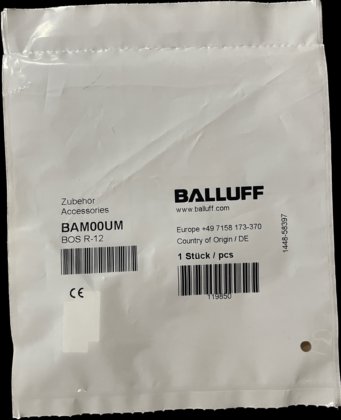 Zubehör
Accessories
BAM00UM
BOS R-12
CE
BALLUFF
www.balluff.com
Europe +49 7158 173-370
Country of Origin / DE
1 Stück / pcs
119850
1448-58397